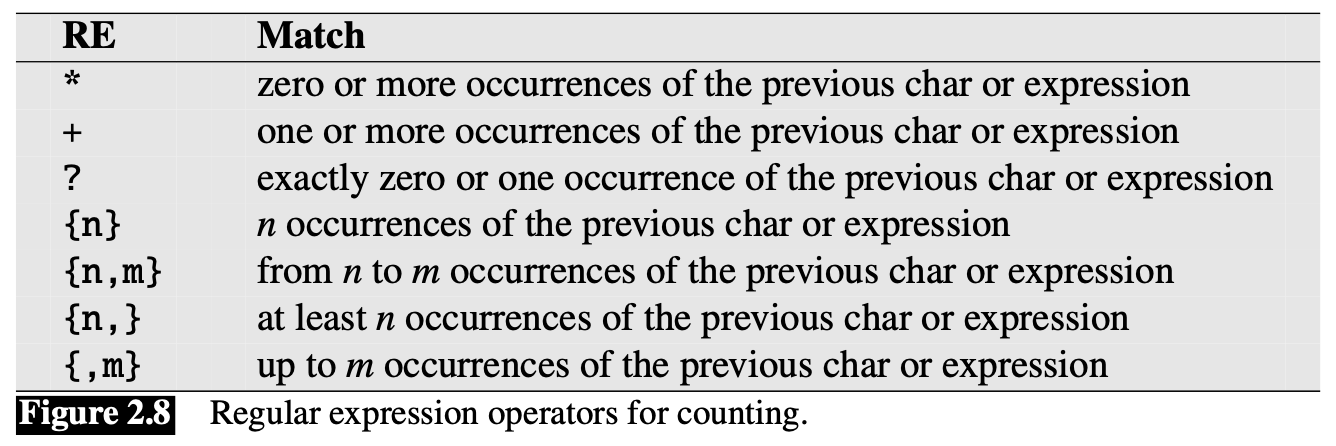 RE Match
* zero or more occurrences of the previous char or expression
+ one or more occurrences of the previous char or expression
? exactly zero or one occurrence of the previous char or expression
{n} n occurrences of the previous char or expression
{n,m} from n to m occurrences of the previous char or expression
{n,} at least n occurrences of the previous char or expression
{,m} up to m occurrences of the previous char or expression
Figure 2.8 Regular expression operators for counting.